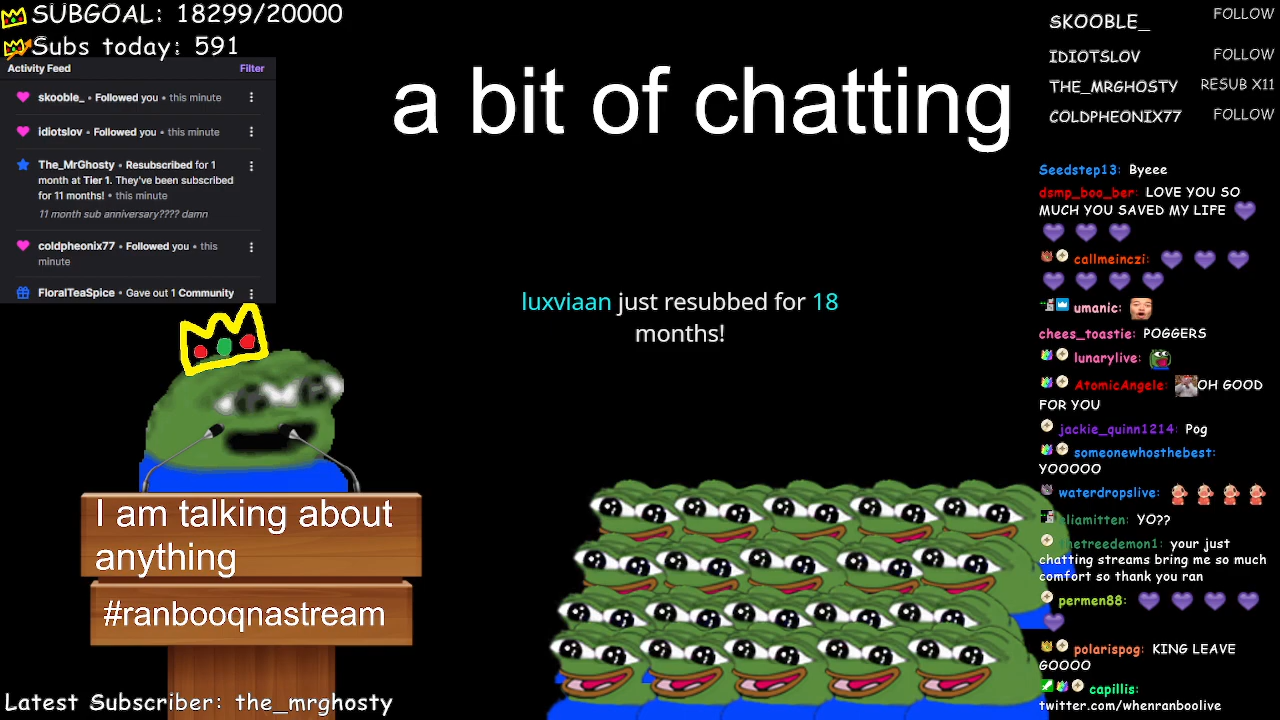 SUBGOAL: 18299/20000
Subs today: 591
Activity Feed
Filter
skooble_ • Followed you • this minute
idiotslov • Followed you • this minute
The_MrGhosty • Resubscribed for 1
month at Tier 1. They've been subscribed
for 11 months! • this minute
11 month sub anniversary???? damn
coldpheonix77 • Followed you • this
minute
FloralTeaSpice • Gave out 1 Community
a bit of chatting
luxviaan just resubbed for 18
months!
I am talking about
anything
#ranbooqnastream
Latest Subscriber: the_mrghosty
SKOOBLE_ FOLLOW
IDIOTSLOV FOLLOW
THE_MRGHOSTY RESUB X11
COLDPHEONIX77 FOLLOW
Seedstep13: Byeee
dsmp_boo_ber: LOVE YOU SO
MUCH YOU SAVED MY LIFE
callmeinczi:
umanic:
chees_toastie: POGGERS
lunarylive:
AtomicAngele: OH GOOD
FOR YOU
jackie_quinn1214: Pog
someonewhosthebest:
YOOOOO
waterdropslive:
YO??
your just
chatting streams bring me so much
comfort so thank you ran
permen88:
polarispog: KING LEAVE
GOOOO
capillis:
twitter.com/whenranboolive